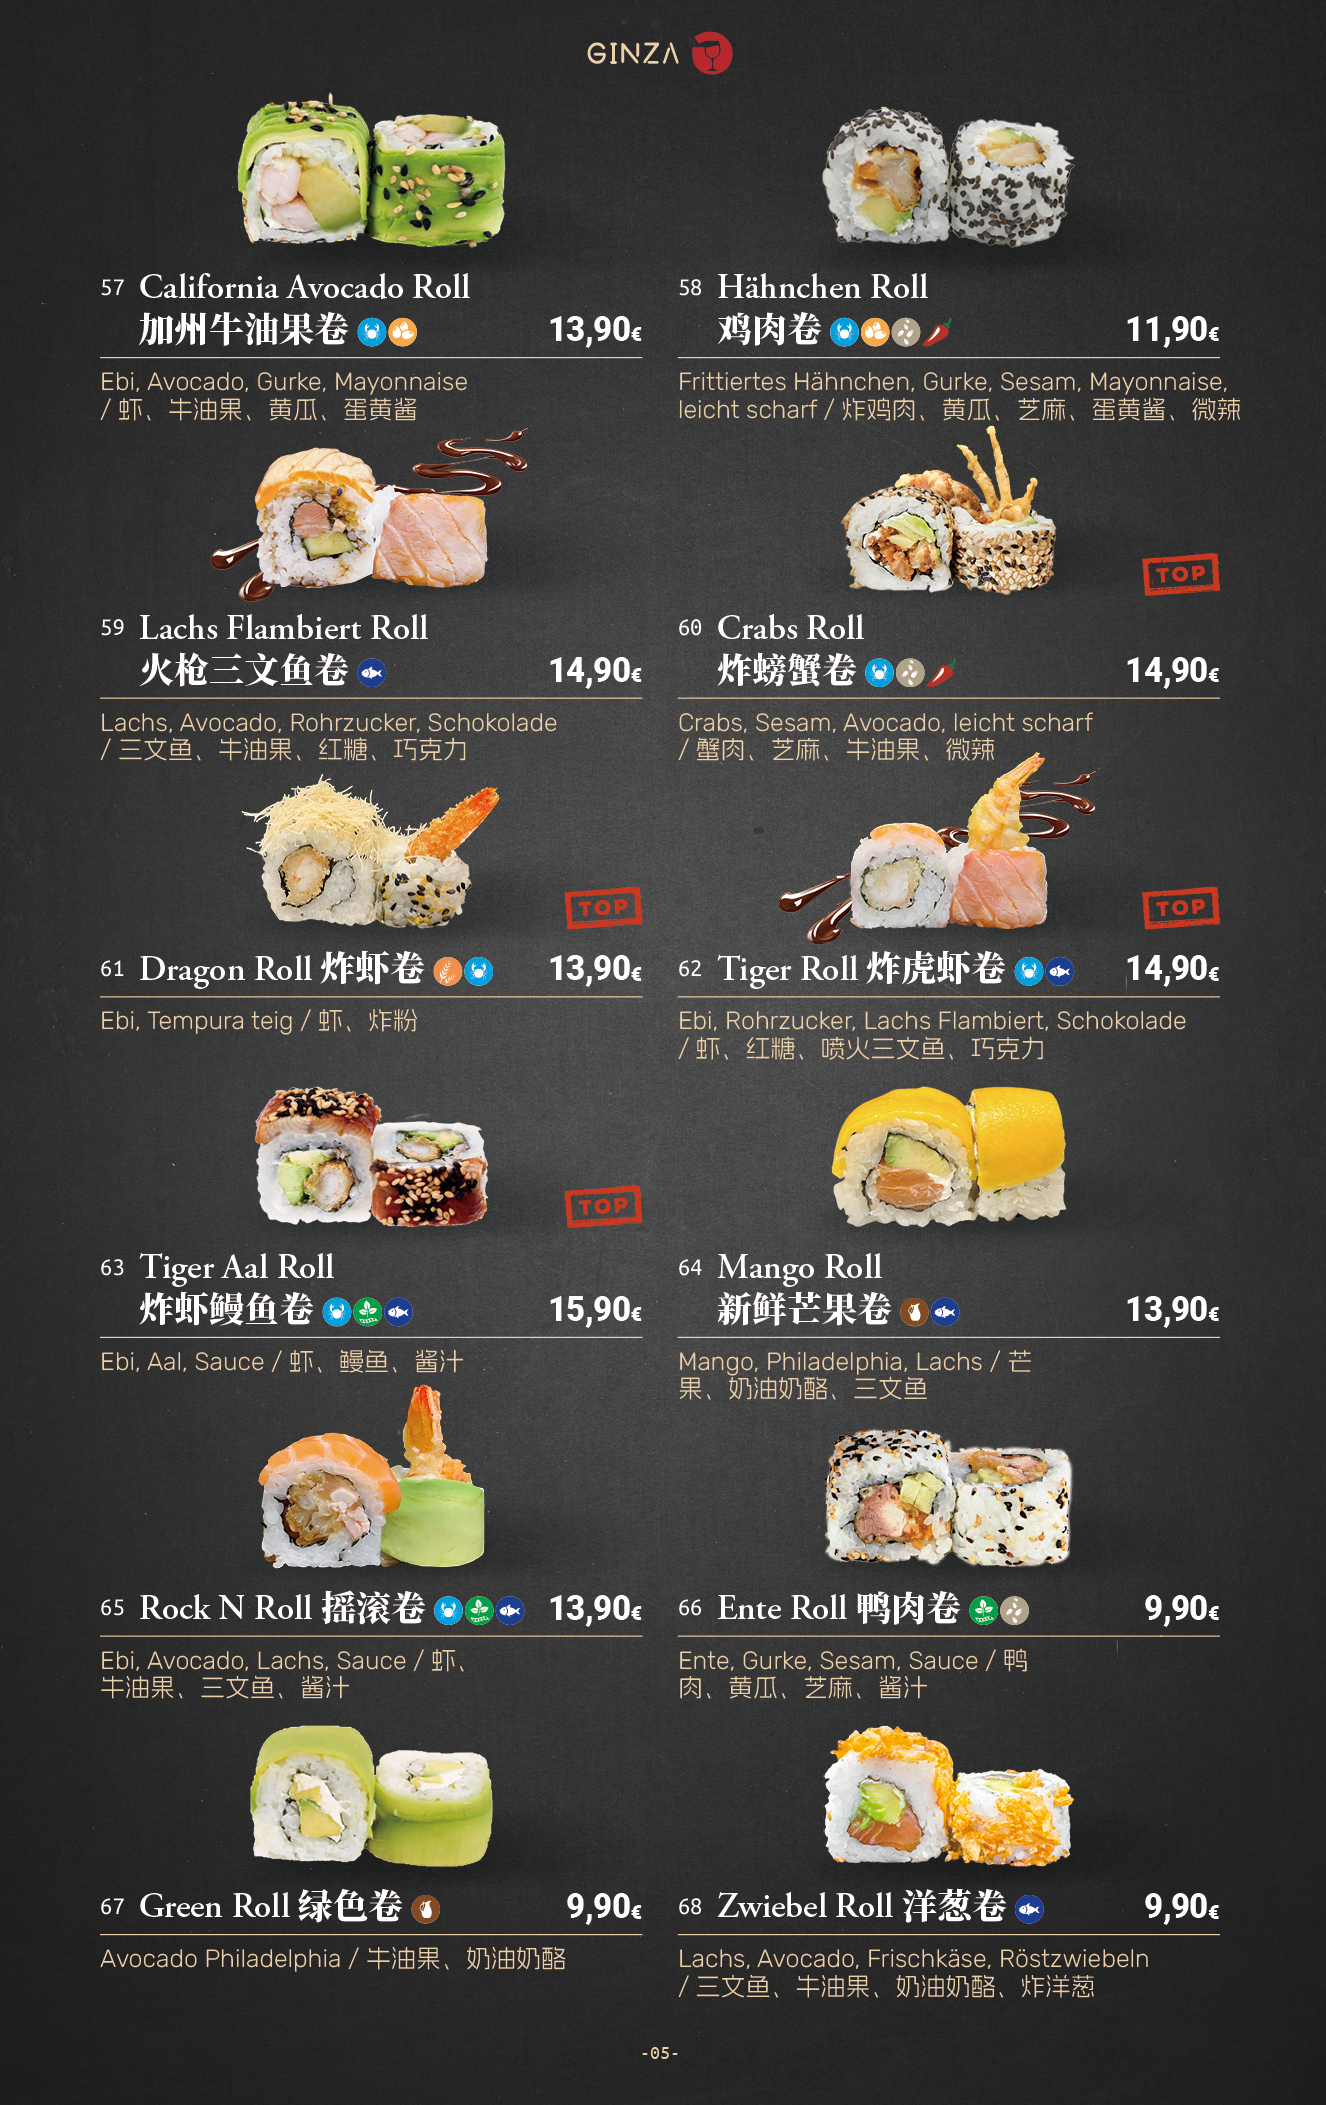 GINZA
57 California Avocado Roll
加州牛油果卷 13,90€
Ebi, Avocado, Gurke, Mayonnaise
/ 虾、牛油果、黄瓜、蛋黄酱
58 Hähnchen Roll
鸡肉卷 11,90€
Frittiertes Hähnchen, Gurke, Sesam, Mayonnaise,
leicht scharf / 炸鸡肉、黄瓜、芝麻、蛋黄酱、微辣
59 Lachs Flambiert Roll
火枪三文鱼卷 14,90€
Lachs, Avocado, Rohrzucker, Schokolade
/ 三文鱼、牛油果、红糖、巧克力
TOP
60 Crabs Roll
炸螃蟹卷 14,90€
Crabs, Sesam, Avocado, leicht scharf
/ 蟹肉、芝麻、牛油果、微辣
TOP
61 Dragon Roll 炸虾卷 13,90€
Ebi, Tempura teig / 虾、炸粉
TOP
62 Tiger Roll 炸虎虾卷 14,90€
Ebi, Rohrzucker, Lachs Flambiert, Schokolade
/ 虾、红糖、喷火三文鱼、巧克力
TOP
63 Tiger Aal Roll
炸虾鳗鱼卷 15,90€
Ebi, Aal, Sauce / 虾、鳗鱼、酱汁
64 Mango Roll
新鲜芒果卷 13,90€
Mango, Philadelphia, Lachs / 芒
果、奶油奶酪、三文鱼
65 Rock N Roll 摇滚卷 13,90€
Ebi, Avocado, Lachs, Sauce / 虾、
牛油果、三文鱼、酱汁
66 Ente Roll 鸭肉卷 9,90€
Ente, Gurke, Sesam, Sauce / 鸭
肉、黄瓜、芝麻、酱汁
67 Green Roll 绿色卷 9,90€
Avocado Philadelphia / 牛油果、奶油奶酪
68 Zwiebel Roll 洋葱卷 9,90€
Lachs, Avocado, Frischkäse, Röstzwiebeln
/ 三文鱼、牛油果、奶油奶酪、炸洋葱
-05-